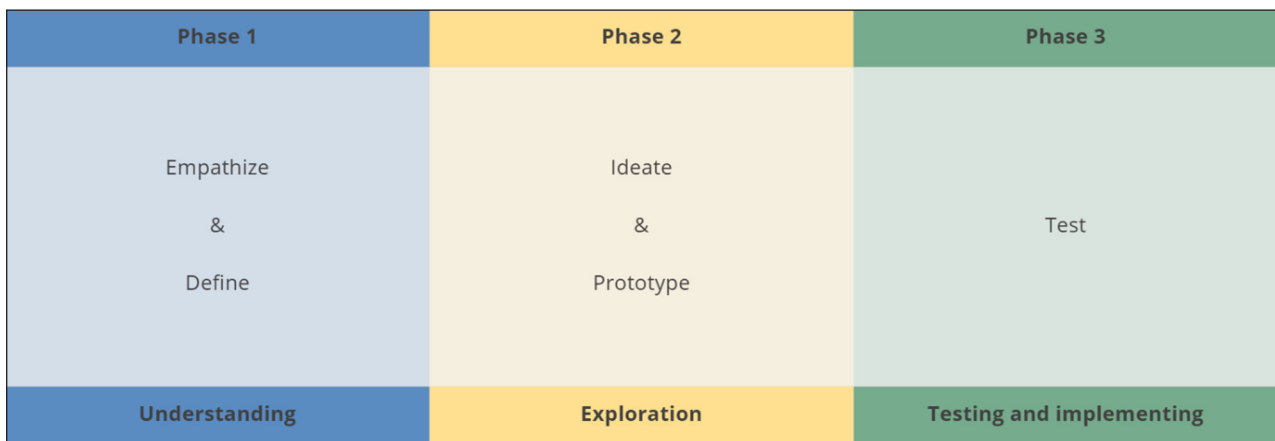 Phase 1
Phase 2
Phase 3
Empathize
&
Define
Ideate
&
Prototype
Test
Understanding
Exploration
Testing and implementing